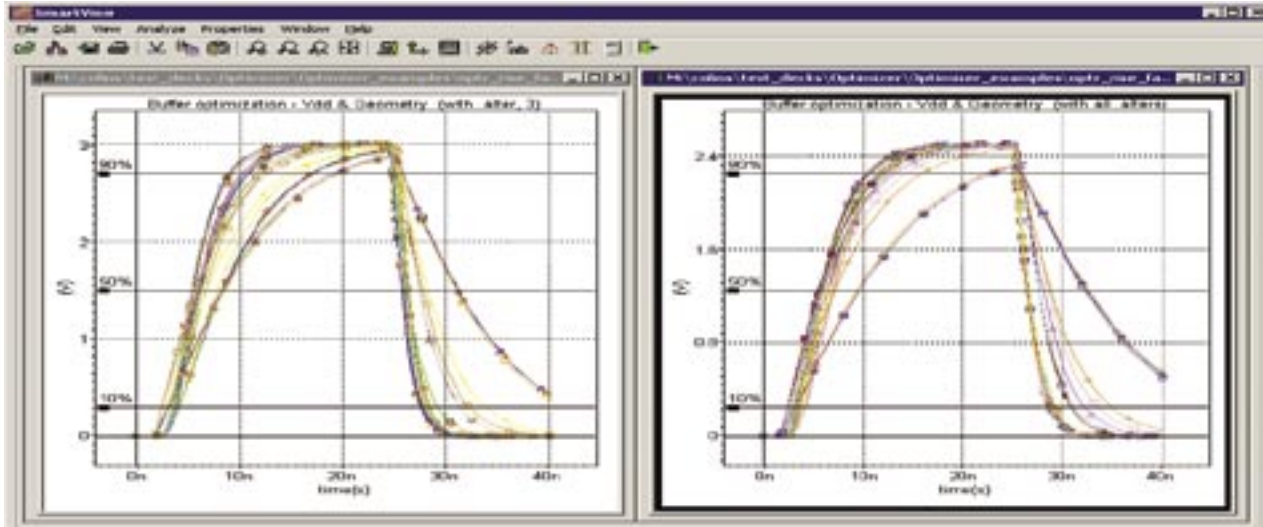 SmartView
File Edit View Analyze Properties Window Help
Buffer optimization - Vdd & Geometry (with alter, 3)
3
90%
2
(V)
50%
1
10%
0
0n 10n 20n 30n 40n
time(s)
Buffer optimization - Vdd & Geometry (with all alters)
2.4
90%
1.6
(V)
50%
0.8
10%
0
0n 10n 20n 30n 40n
time(s)